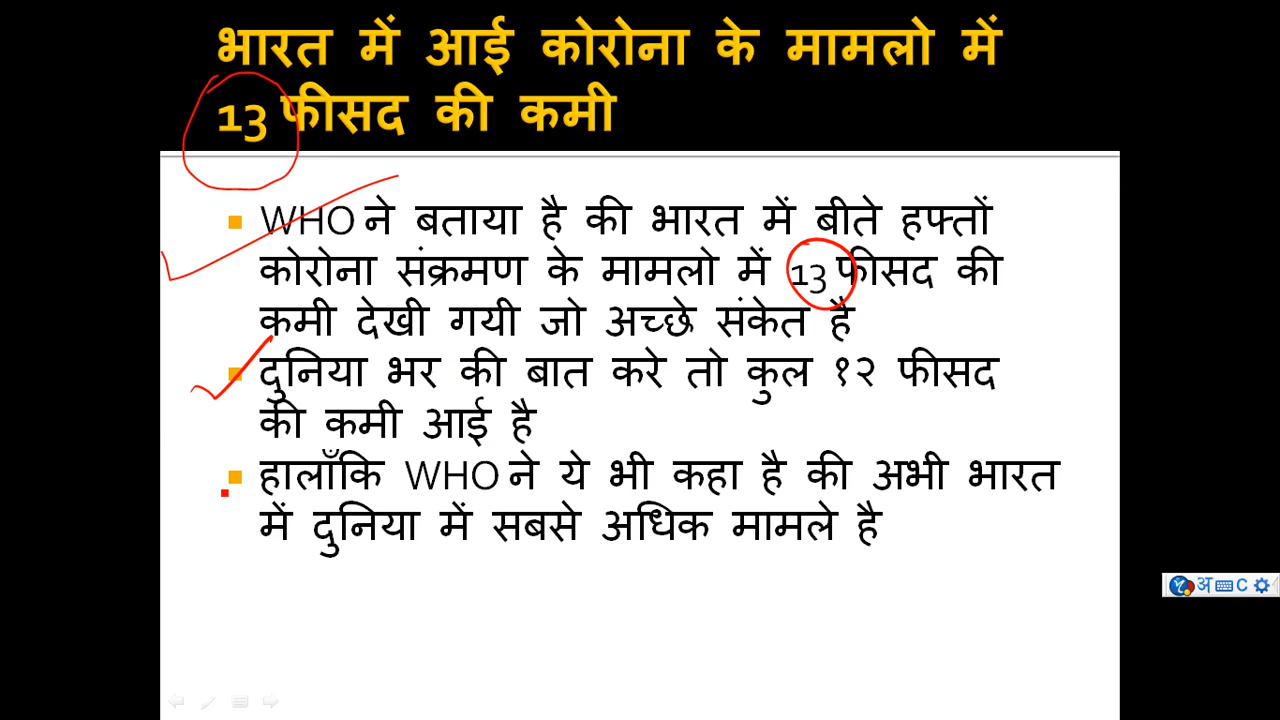 भारत में आई कोरोना के मामलो में
13 फीसद की कमी
WHO ने बताया है की भारत में बीते हफ्तों
कोरोना संक्रमण के मामलो में 13 फीसद की
कमी देखी गयी जो अच्छे संकेत है
दुनिया भर की बात करे तो कुल १२ फीसद
की कमी आई है
हालाँकि WHO ने ये भी कहा है की अभी भारत
में दुनिया में सबसे अधिक मामले है
अ C